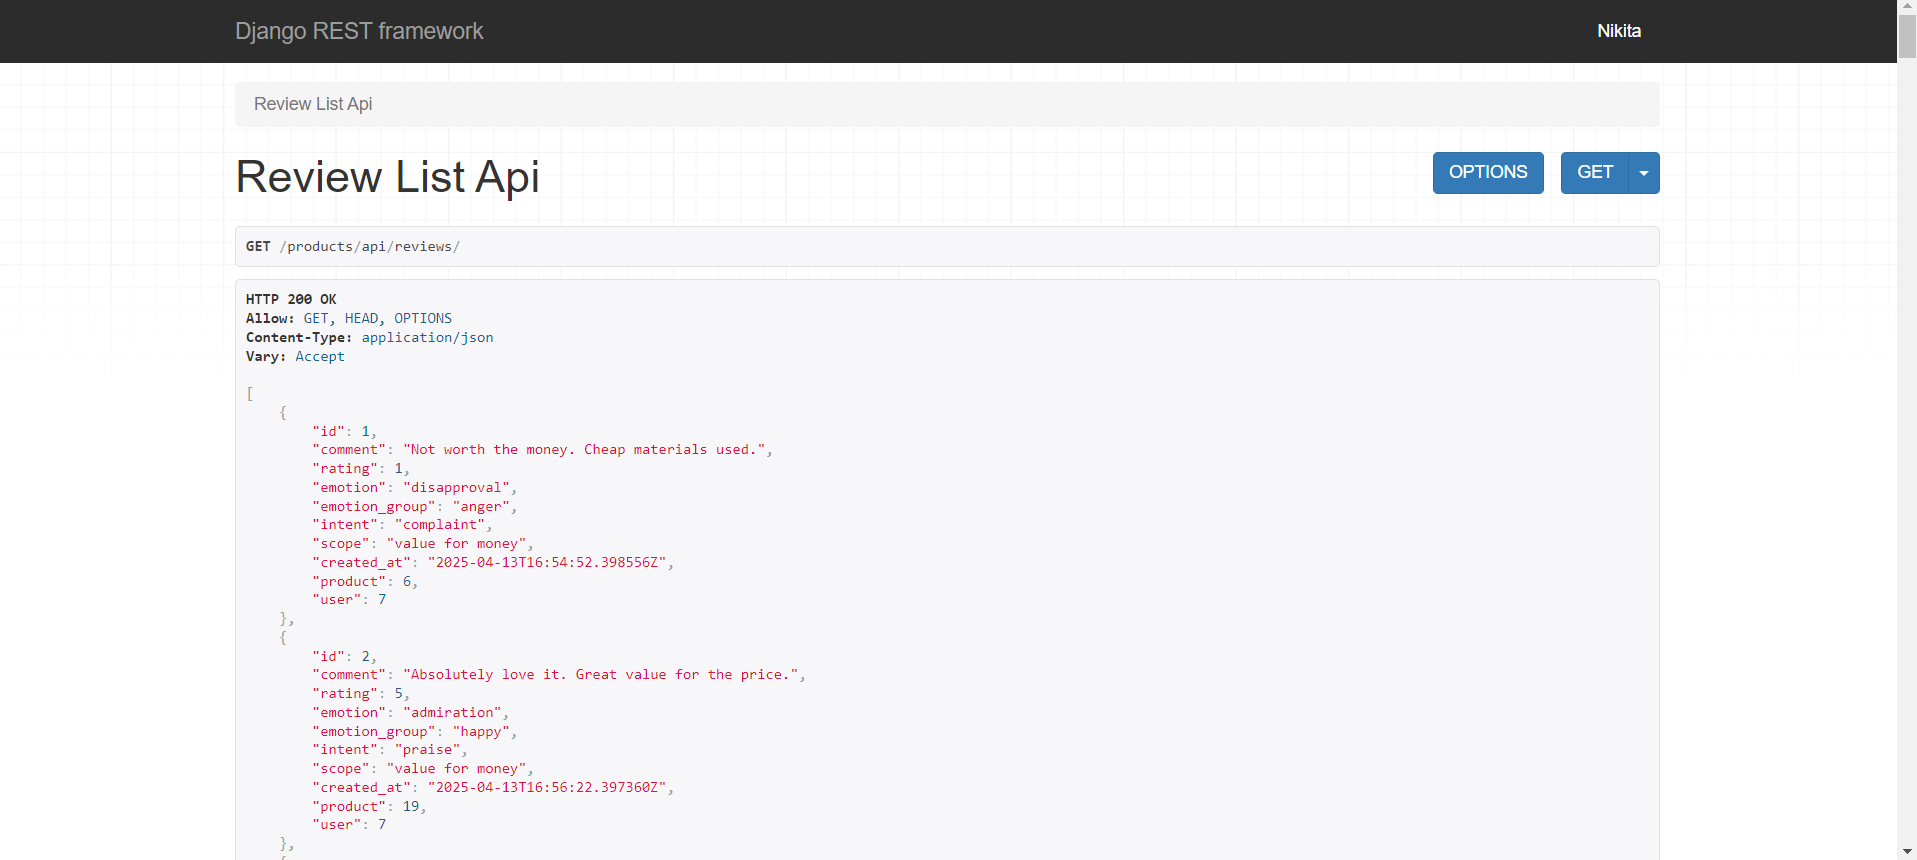 Django REST framework
Nikita
Review List Api
Review List Api
OPTIONS
GET
GET /products/api/reviews/
HTTP 200 OK
Allow: GET, HEAD, OPTIONS
Content-Type: application/json
Vary: Accept
[
{
"id": 1,
"comment": "Not worth the money. Cheap materials used.",
"rating": 1,
"emotion": "disapproval",
"emotion_group": "anger",
"intent": "complaint",
"scope": "value for money",
"created_at": "2025-04-13T16:54:52.398556Z",
"product": 6,
"user": 7
},
{
"id": 2,
"comment": "Absolutely love it. Great value for the price.",
"rating": 5,
"emotion": "admiration",
"emotion_group": "happy",
"intent": "praise",
"scope": "value for money",
"created_at": "2025-04-13T16:56:22.397360Z",
"product": 19,
"user": 7
},
{